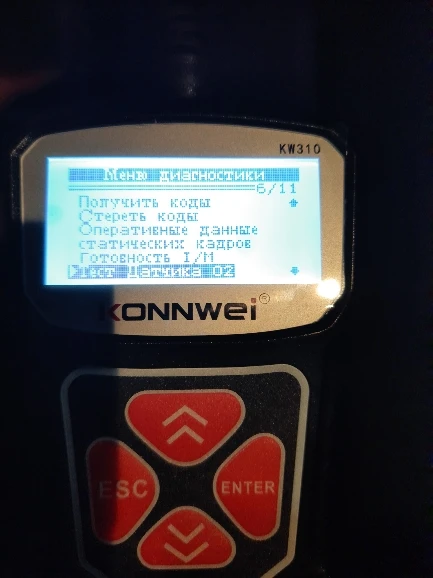 KW310
Меню диагностики
6/11
Получить коды
Стереть коды
Оперативные данные
статических кадров
Готовность I/M
Тест Датчика O2
KONNWEI®
ESC
ENTER